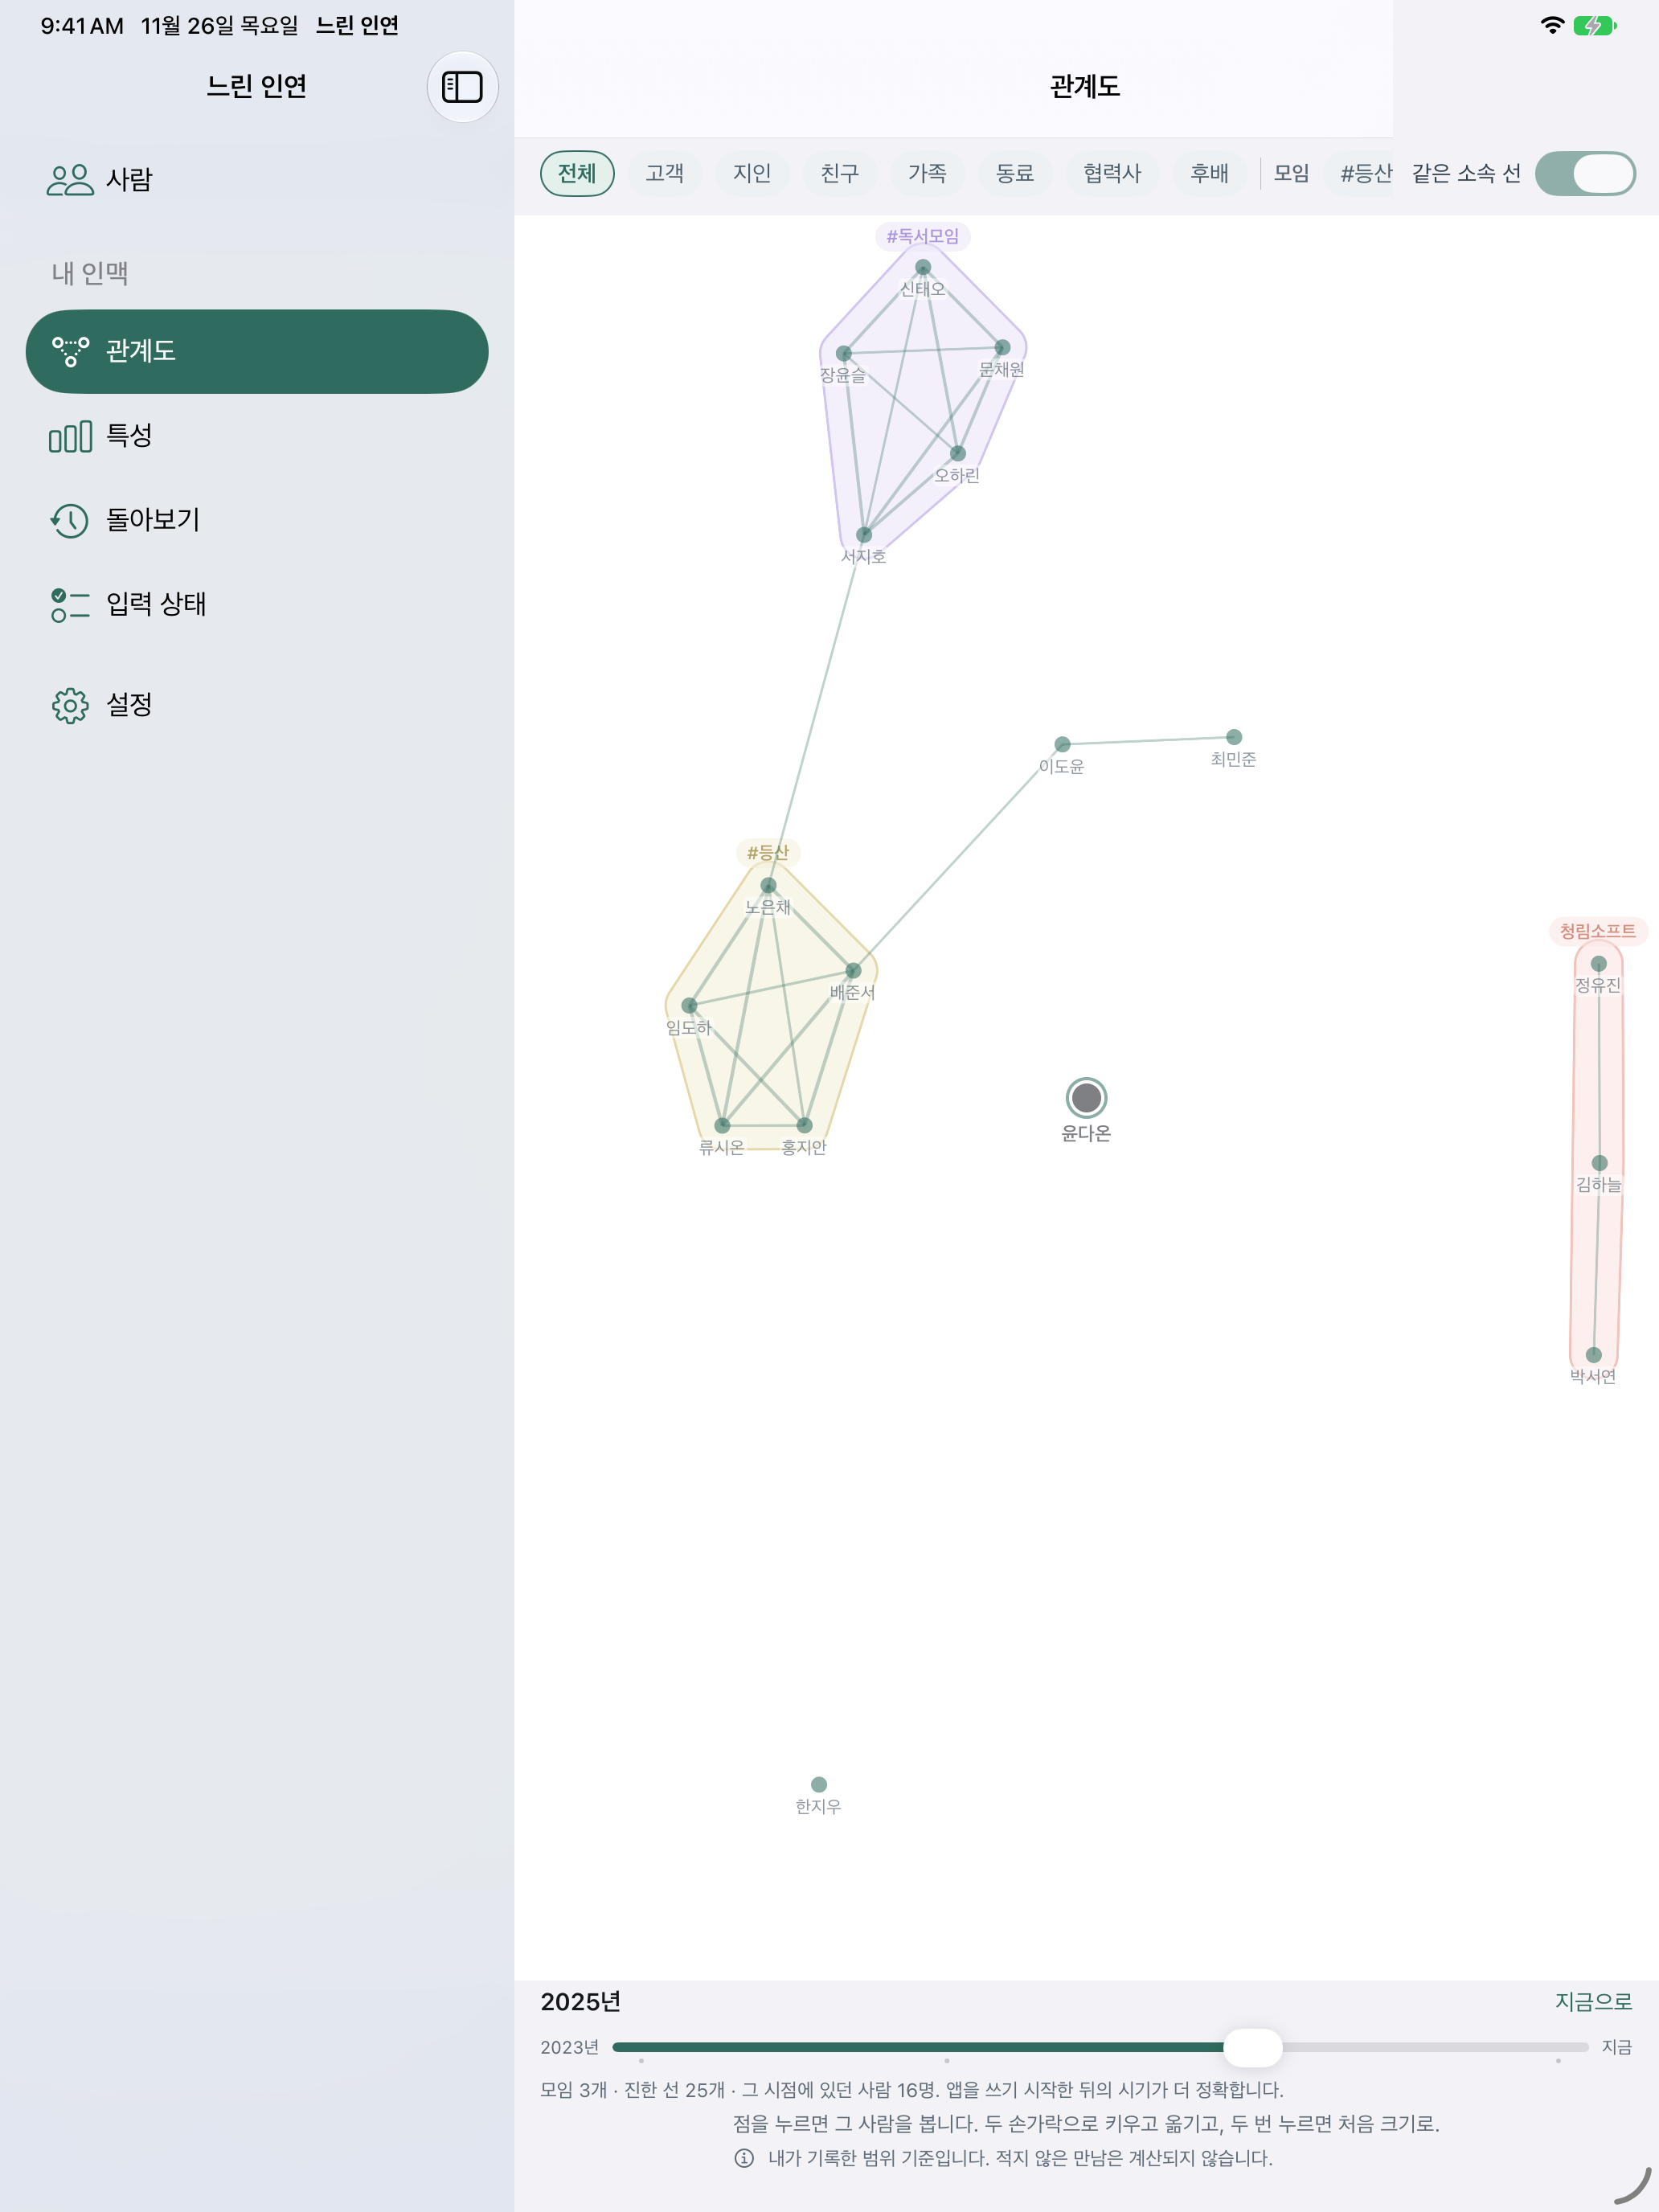 9:41 AM 11월 26일 목요일 느린 인연
느린 인연
사람
내 인맥
관계도
특성
돌아보기
입력 상태
설정
관계도
전체 고객 지인 친구 가족 동료 협력사 후배 모임 #등산 같은 소속 선
#독서모임
신태오
장윤슬
문채원
오하린
서지호
이도윤
최민준
#등산
노은채
배준서
임도하
류시온
홍지안
윤다온
청림소프트
정유진
김하늘
박서연
한지우
2025년 지금으로
2023년 지금
모임 3개 · 진한 선 25개 · 그 시점에 있던 사람 16명. 앱을 쓰기 시작한 뒤의 시기가 더 정확합니다.
점을 누르면 그 사람을 봅니다. 두 손가락으로 키우고 옮기고, 두 번 누르면 처음 크기로.
내가 기록한 범위 기준입니다. 적지 않은 만남은 계산되지 않습니다.